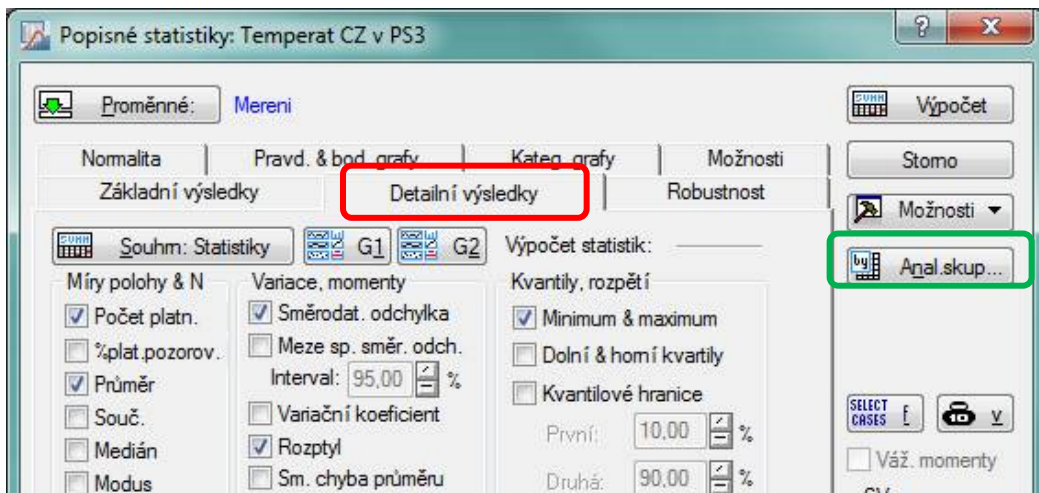 Popisné statistiky: Temperat CZ v PS3
?
X
Proměnné:
Mereni
Výpočet
Normalita
Pravd. & bod. grafy
Kateg. grafy
Možnosti
Storno
Základní výsledky
Detailní výsledky
Robustnost
Možnosti
SUMM
Souhrn: Statistiky
G1
G2
Výpočet statistik:
by
Anal.skup...
Míry polohy & N
Variace, momenty
Kvantily, rozpětí
Počet platn.
Směrodat. odchylka
Minimum & maximum
%plat.pozorov.
Meze sp. směr. odch.
Dolní & horní kvartily
Průměr
Interval: 95,00 %
Kvantilové hranice
SELECT
CASES
F
v
Souč.
Variační koeficient
První: 10,00 %
Medián
Rozptyl
Váž. momenty
Modus
Sm. chyba průměru
Druhá: 90,00 %